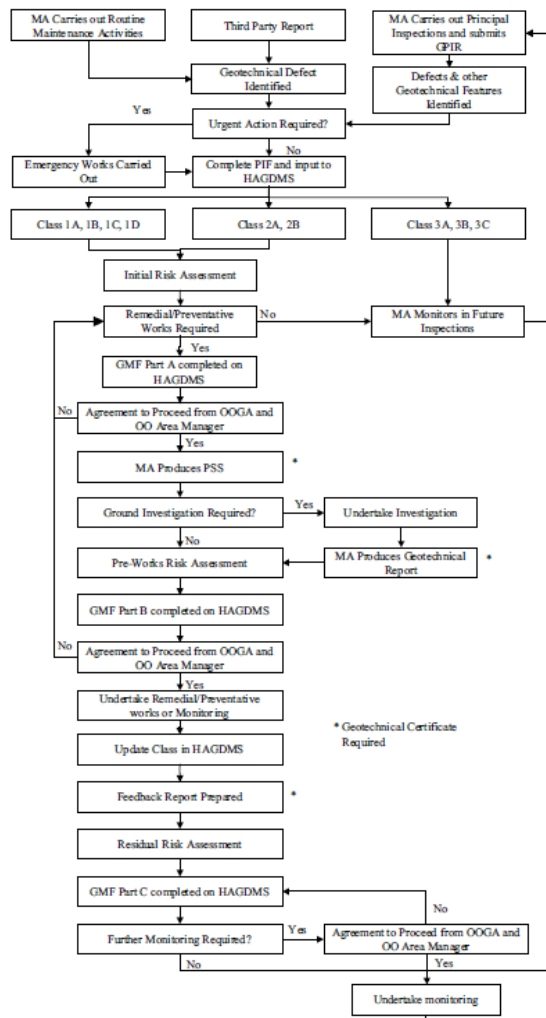 MA Carries out Routine
Maintenance Activities
Third Party Report
MA Carries out Principal
Inspections and submits
GPIR
Geotechnical Defect
Identified
Defects & other
Geotechnical Features
Identified
Yes
Urgent Action Required?
No
Emergency Works Carried
Out
Complete PIF and input to
HAGDMS
Class 1A, 1B, 1C, 1D
Class 2A, 2B
Class 3A, 3B, 3C
Initial Risk Assessment
Remedial/Preventative
Works Required
No
MA Monitors in Future
Inspections
Yes
GMF Part A completed on
HAGDMS
No
Agreement to Proceed from OOGA and
OO Area Manager
Yes
MA Produces PSS
*
Ground Investigation Required?
Yes
Undertake Investigation
No
Pre-Works Risk Assessment
MA Produces Geotechnical
Report
*
GMF Part B completed on HAGDMS
No
Agreement to Proceed from OOGA and
OO Area Manager
Yes
Undertake Remedial/Preventative
works or Monitoring
* Geotechnical Certificate
Required
Update Class in HAGDMS
Feedback Report Prepared
*
Residual Risk Assessment
GMF Part C completed on HAGDMS
No
Further Monitoring Required?
Yes
Agreement to Proceed from OOGA and
OO Area Manager
No
Yes
Undertake monitoring